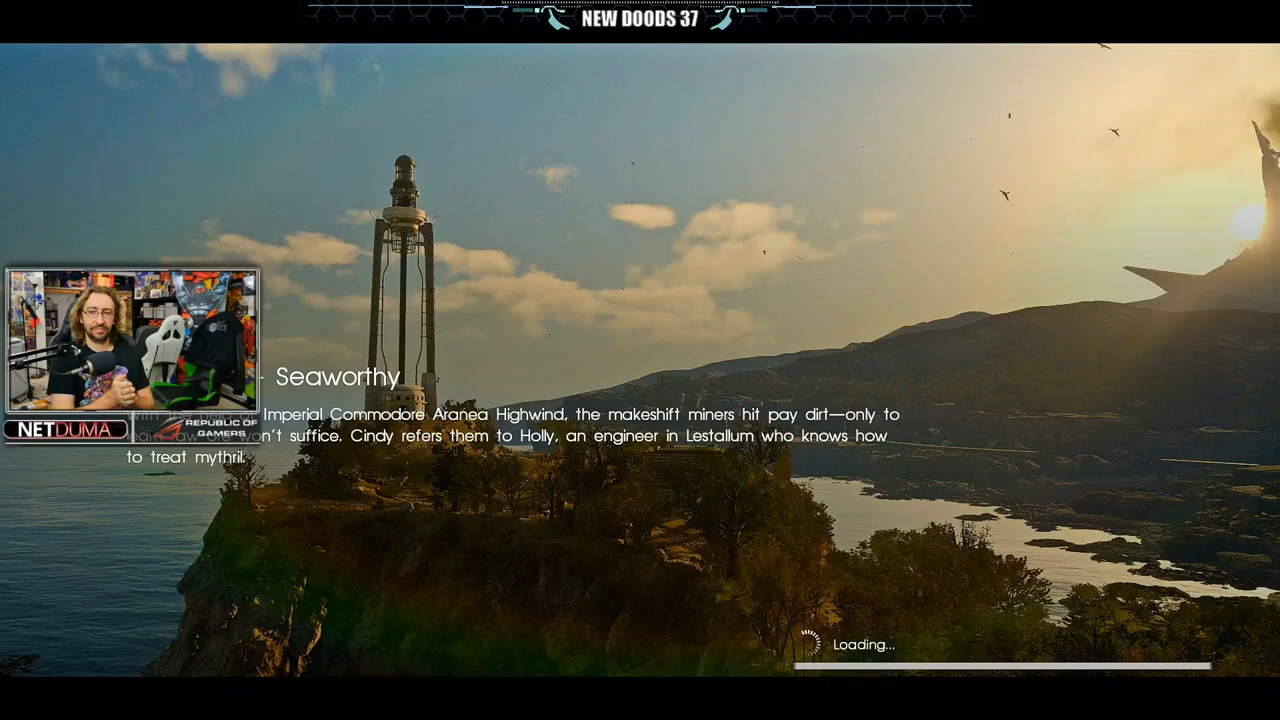 NEW DOODS 37
- Seaworthy
Imperial Commodore Aranea Highwind, the makeshift miners hit pay dirt—only to
won't suffice. Cindy refers them to Holly, an engineer in Lestallum who knows how
to treat mythril.
NETDUMA
REPUBLIC OF
GAMERS
Loading...